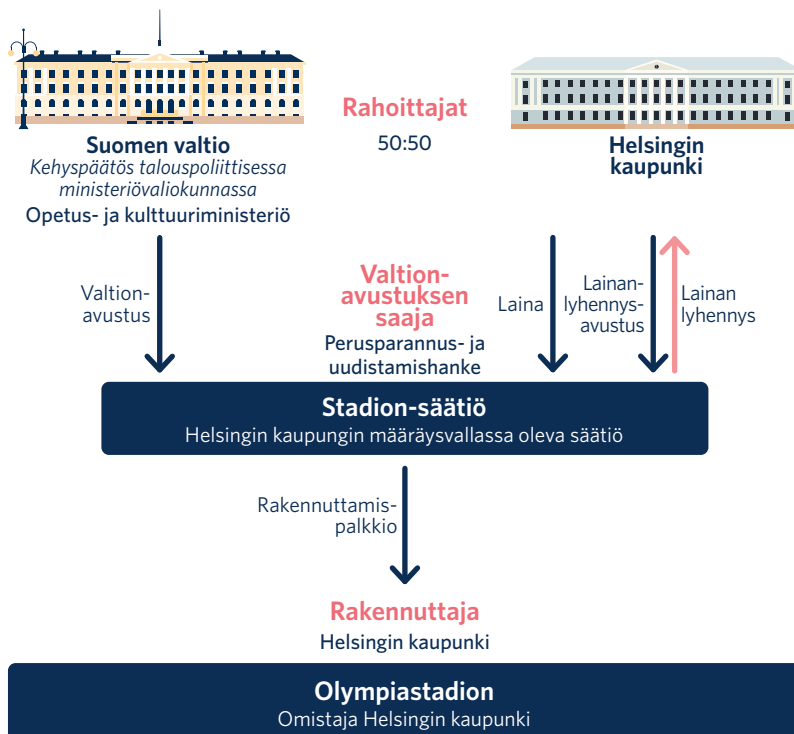 Rahoittajat
50:50
Suomen valtio
Kehyspäätös talouspoliittisessa
ministeriövaliokunnassa
Opetus- ja kulttuuriministeriö
Helsingin
kaupunki
Valtion-
avustus
Valtion-
avustuksen
saaja
Perusparannus- ja
uudistamishanke
Laina
Lainan-
lyhennys-
avustus
Lainan
lyhennys
Stadion-säätiö
Helsingin kaupungin määräysvallassa oleva säätiö
Rakennuttamis-
palkkio
Rakennuttaja
Helsingin kaupunki
Olympiastadion
Omistaja Helsingin kaupunki